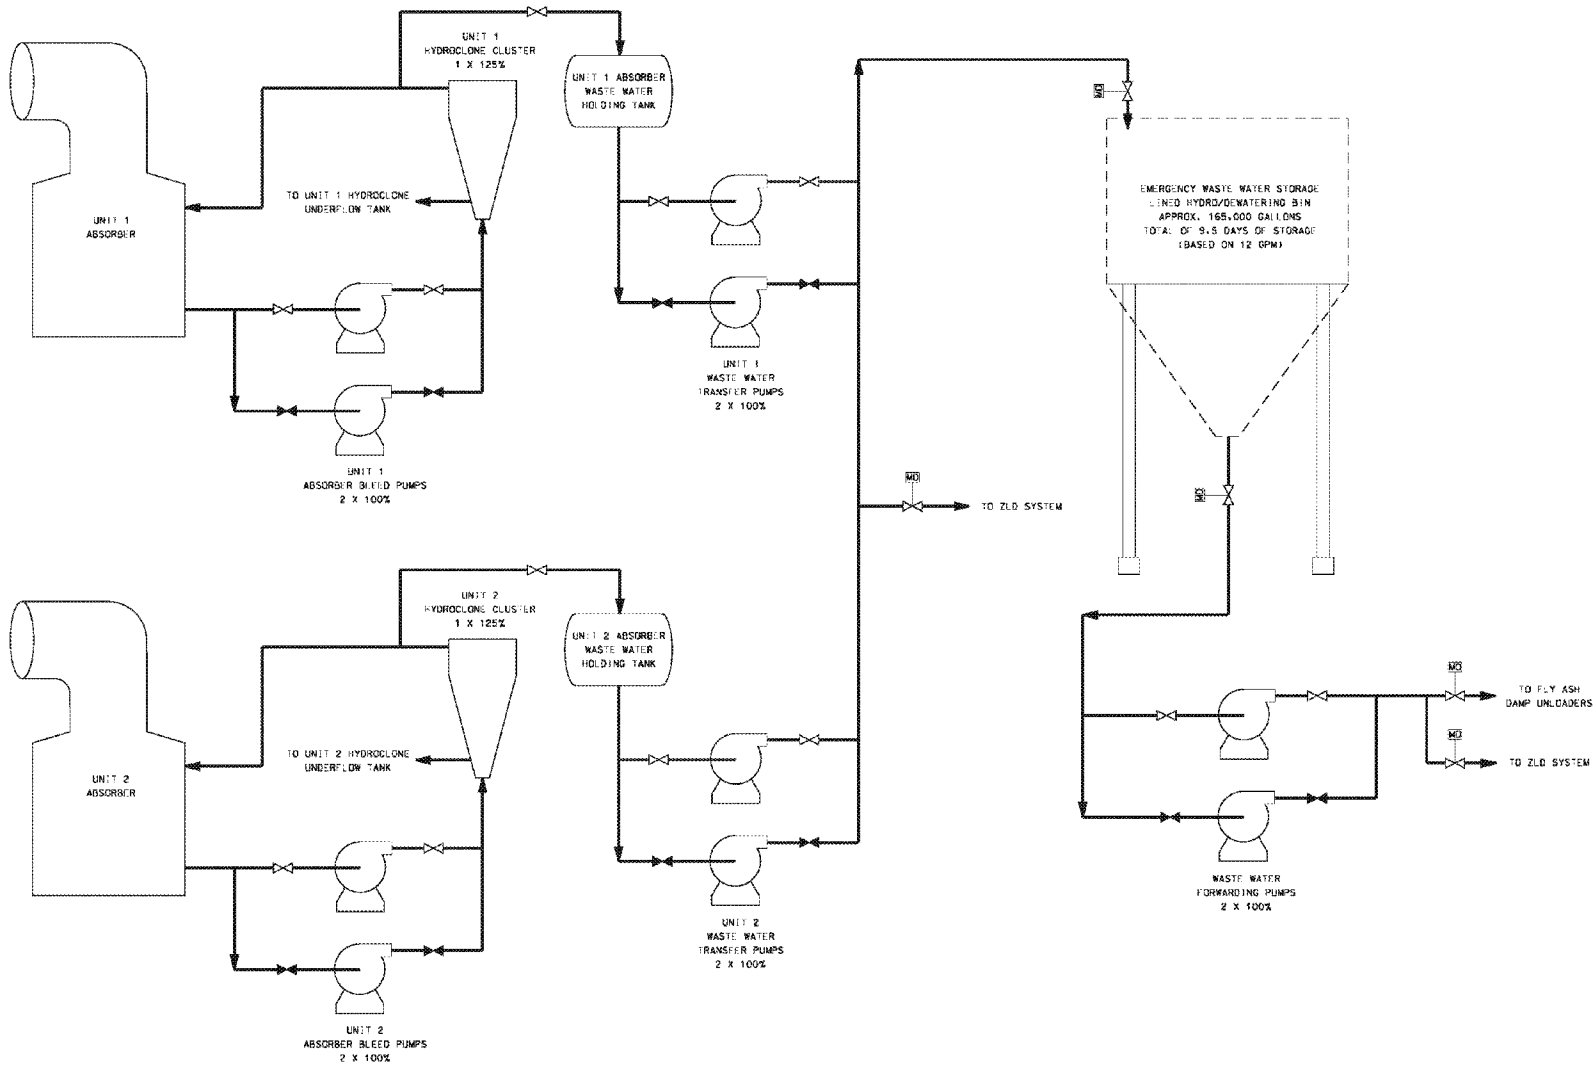 UNIT 1
HYDROCLONE CLUSTER
1 X 125%
UNIT 1 ABSORBER
WASTE WATER
HOLDING TANK
TO UNIT 1 HYDROCLONE
UNDERFLOW TANK
UNIT 1
ABSORBER
UNIT 1
ABSORBER BLEED PUMPS
2 X 100%
UNIT 1
WASTE WATER
TRANSFER PUMPS
2 X 100%
EMERGENCY WASTE WATER STORAGE
LINED HYDRO/DEWATERING BIN
APPROX. 165,000 GALLONS
TOTAL OF 9.5 DAYS OF STORAGE
(BASED ON 12 GPM)
MO
TO ZLD SYSTEM
MO
UNIT 2
HYDROCLONE CLUSTER
1 X 125%
UNIT 2 ABSORBER
WASTE WATER
HOLDING TANK
TO UNIT 2 HYDROCLONE
UNDERFLOW TANK
UNIT 2
ABSORBER
UNIT 2
ABSORBER BLEED PUMPS
2 X 100%
UNIT 2
WASTE WATER
TRANSFER PUMPS
2 X 100%
MO
TO FLY ASH
DAMP UNLOADERS
MO
TO ZLD SYSTEM
WASTE WATER
FORWARDING PUMPS
2 X 100%